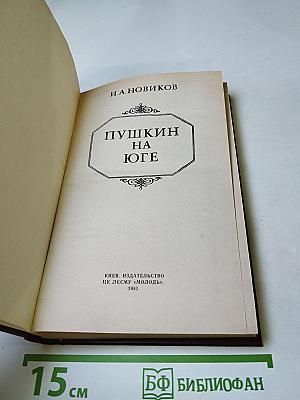 И.А.НОВИКОВ
ПУШКИН
НА
ЮГЕ
КИЕВ. ИЗДАТЕЛЬСТВО
ЦК ЛКСМУ «МОЛОДЬ».
1983
15 см
БФ БИБЛИОФАН